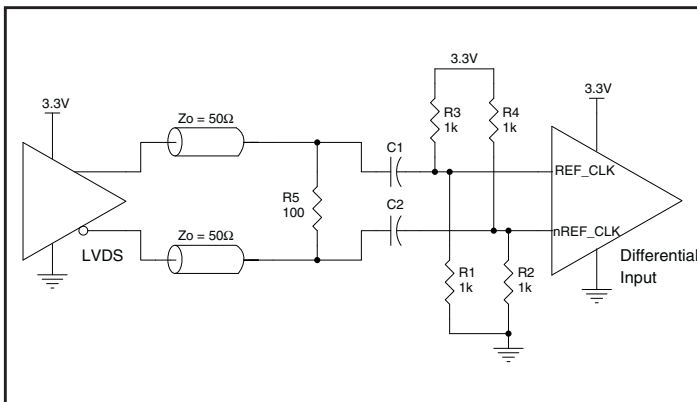 3.3V
3.3V
3.3V
Zo = 50Ω
R3
1k
R4
1k
C1
REF_CLK
R5
100
C2
nREF_CLK
LVDS
Zo = 50Ω
Differential
Input
R1
1k
R2
1k